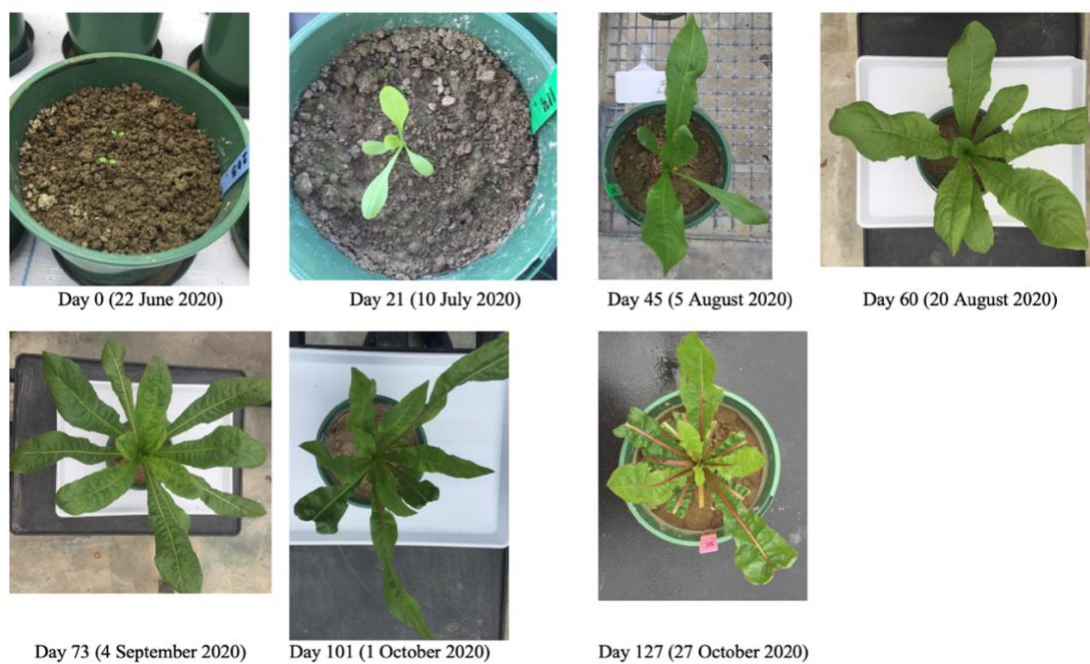 Day 0 (22 June 2020)
Day 21 (10 July 2020)
Day 45 (5 August 2020)
Day 60 (20 August 2020)
Day 73 (4 September 2020)
Day 101 (1 October 2020)
Day 127 (27 October 2020)